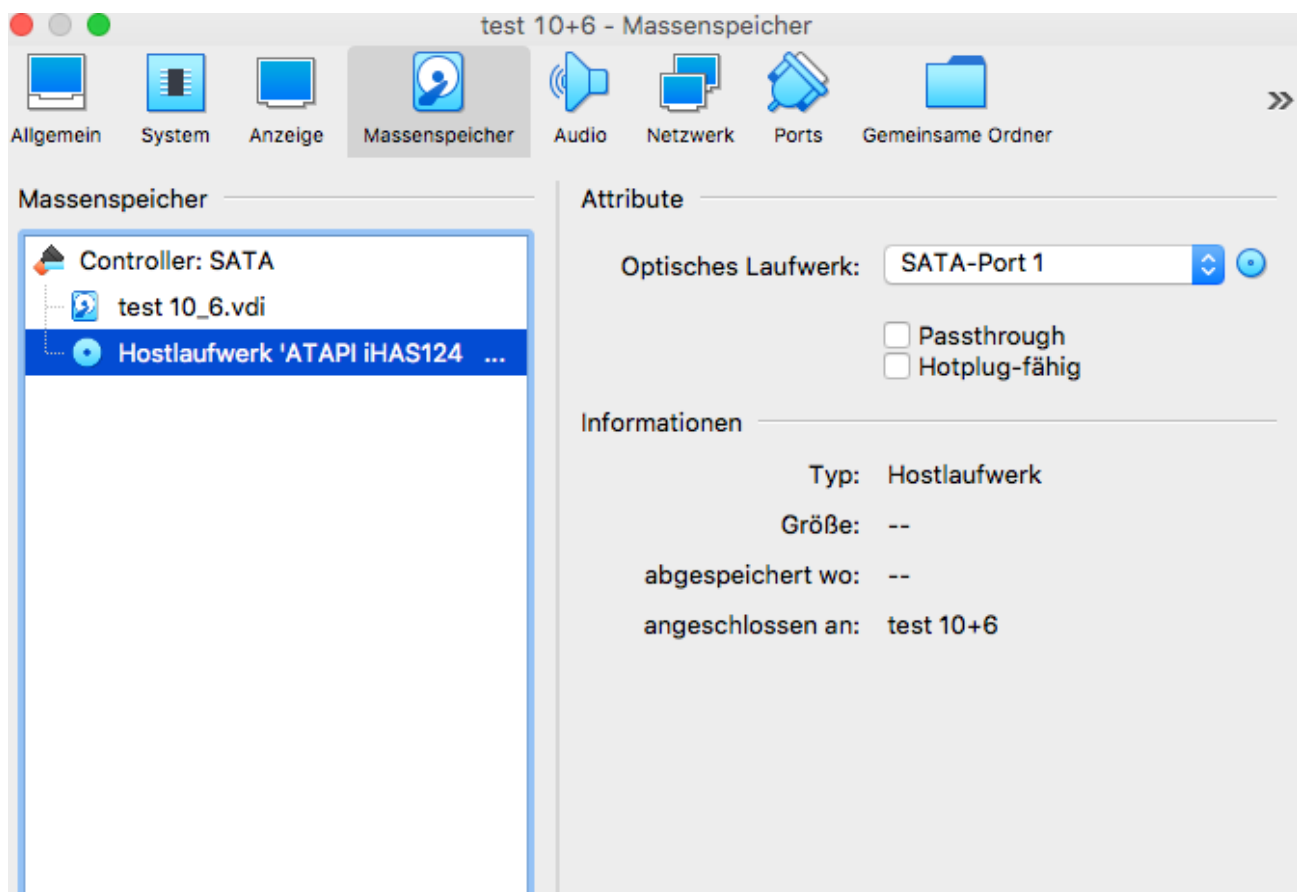 test 10+6 - Massenspeicher
Allgemein System Anzeige Massenspeicher Audio Netzwerk Ports Gemeinsame Ordner
Massenspeicher
Controller: SATA
test 10_6.vdi
Hostlaufwerk 'ATAPI iHAS124 ...
Attribute
Optisches Laufwerk: SATA-Port 1
Passthrough
Hotplug-fähig
Informationen
Typ: Hostlaufwerk
Größe: --
abgespeichert wo: --
angeschlossen an: test 10+6